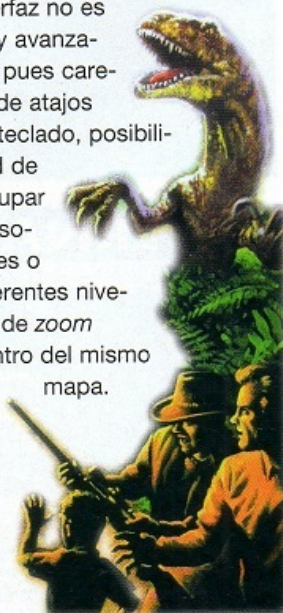 rfaz no es
y avanza-
pues care-
de atajos
teclado, posibili-
d de
upar
so-
es o
erentes nive-
de zoom
ntro del mismo
mapa.